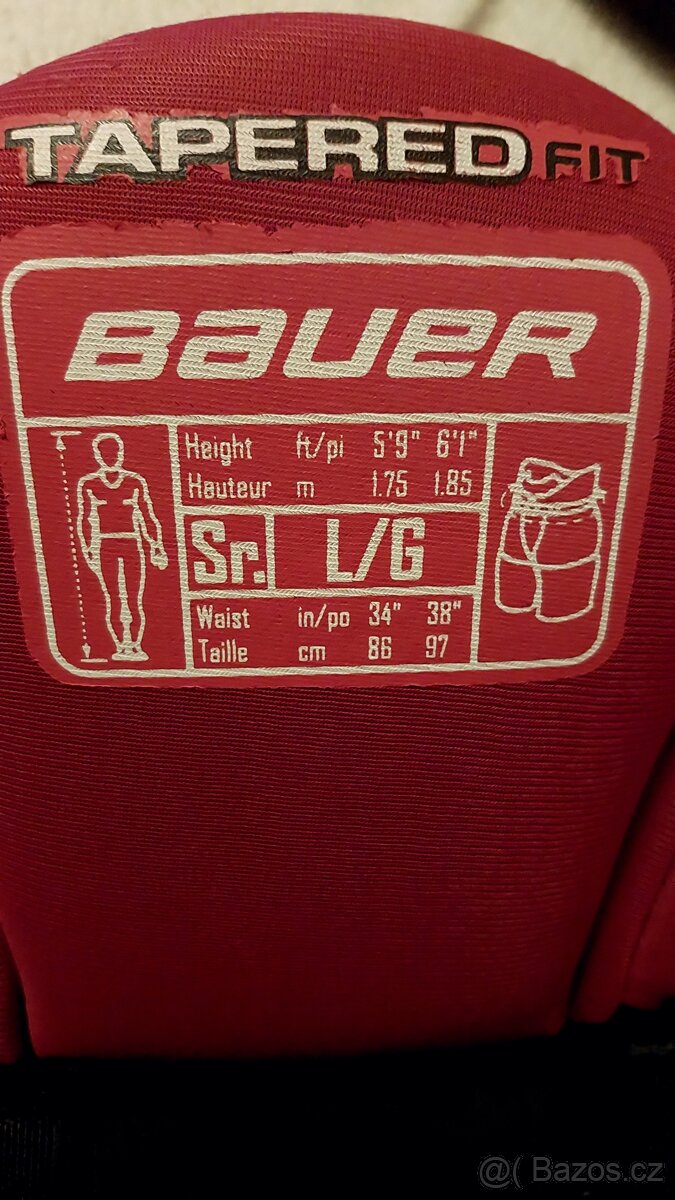 TAPERED FIT
BAUER
Height ft/pi 5'9" 6'1"
Hauteur m 1.75 1.85
Sr. L/G
Waist in/po 34" 38"
Taille cm 86 97
@( Bazos.cz